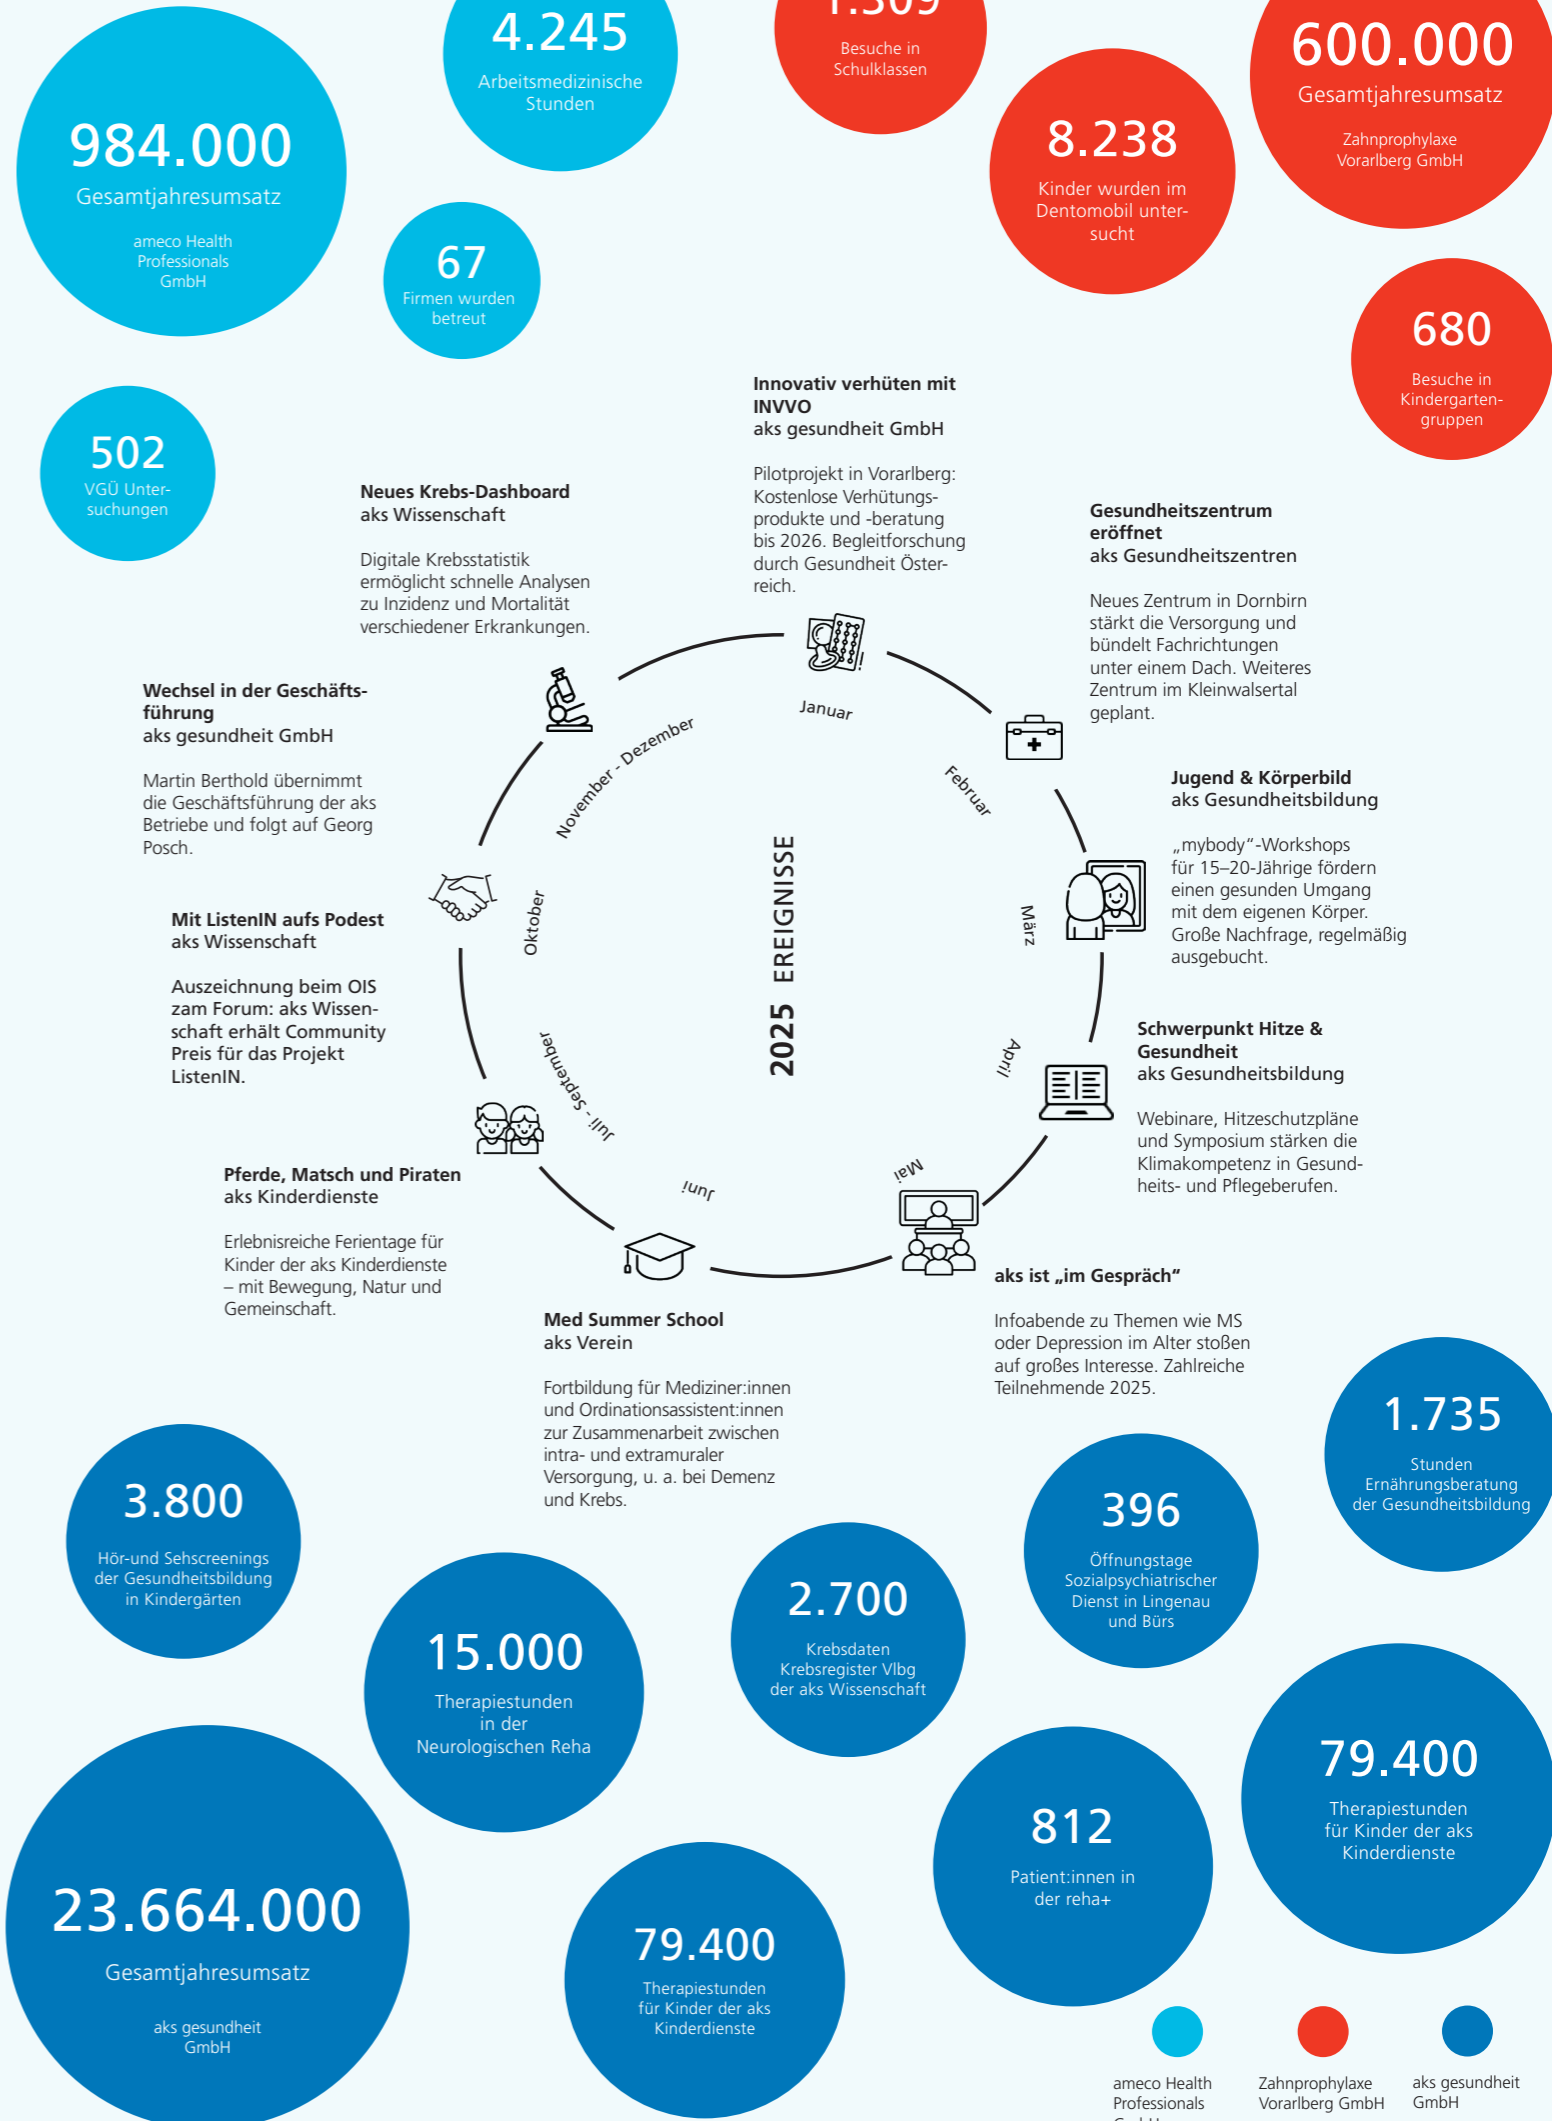 4.245
Arbeitsmedizinische
Stunden
1.309
Besuche in
Schulklassen
600.000
Gesamtjahresumsatz
Zahnprophylaxe
Vorarlberg GmbH
984.000
Gesamtjahresumsatz
ameco Health
Professionals
GmbH
8.238
Kinder wurden im
Dentomobil unter-
sucht
67
Firmen wurden
betreut
680
Besuche in
Kindergarten-
gruppen
502
VGÜ Unter-
suchungen
Innovativ verhüten mit
INVVO
aks gesundheit GmbH
Pilotprojekt in Vorarlberg:
Kostenlose Verhütungs-
produkte und -beratung
bis 2026. Begleitforschung
durch Gesundheit Öster-
reich.
Neues Krebs-Dashboard
aks Wissenschaft
Digitale Krebsstatistik
ermöglicht schnelle Analysen
zu Inzidenz und Mortalität
verschiedener Erkrankungen.
Gesundheitszentrum
eröffnet
aks Gesundheitszentren
Neues Zentrum in Dornbirn
stärkt die Versorgung und
bündelt Fachrichtungen
unter einem Dach. Weiteres
Zentrum im Kleinwalsertal
geplant.
Wechsel in der Geschäfts-
führung
aks gesundheit GmbH
Martin Berthold übernimmt
die Geschäftsführung der aks
Betriebe und folgt auf Georg
Posch.
Jugend & Körperbild
aks Gesundheitsbildung
„mybody“-Workshops
für 15–20-Jährige fördern
einen gesunden Umgang
mit dem eigenen Körper.
Große Nachfrage, regelmäßig
ausgebucht.
Mit ListenIN aufs Podest
aks Wissenschaft
Auszeichnung beim OIS
zam Forum: aks Wissen-
schaft erhält Community
Preis für das Projekt
ListenIN.
Schwerpunkt Hitze &
Gesundheit
aks Gesundheitsbildung
Webinare, Hitzeschutzpläne
und Symposium stärken die
Klimakompetenz in Gesund-
heits- und Pflegeberufen.
Pferde, Matsch und Piraten
aks Kinderdienste
Erlebnisreiche Ferientage für
Kinder der aks Kinderdienste
– mit Bewegung, Natur und
Gemeinschaft.
Med Summer School
aks Verein
Fortbildung für Mediziner:innen
und Ordinationsassistent:innen
zur Zusammenarbeit zwischen
intra- und extramuraler
Versorgung, u. a. bei Demenz
und Krebs.
aks ist „im Gespräch“
Infoabende zu Themen wie MS
oder Depression im Alter stoßen
auf großes Interesse. Zahlreiche
Teilnehmende 2025.
2025 EREIGNISSE
Januar
Februar
März
April
Mai
Juni
Juli - September
Oktober
November - Dezember
1.735
Stunden
Ernährungsberatung
der Gesundheitsbildung
3.800
Hör-und Sehscreenings
der Gesundheitsbildung
in Kindergärten
396
Öffnungstage
Sozialpsychiatrischer
Dienst in Lingenau
und Bürs
2.700
Krebsdaten
Krebsregister Vlbg
der aks Wissenschaft
15.000
Therapiestunden
in der
Neurologischen Reha
79.400
Therapiestunden
für Kinder der aks
Kinderdienste
812
Patient:innen in
der reha+
23.664.000
Gesamtjahresumsatz
aks gesundheit
GmbH
79.400
Therapiestunden
für Kinder der aks
Kinderdienste
ameco Health
Professionals
Zahnprophylaxe
Vorarlberg GmbH
aks gesundheit
GmbH